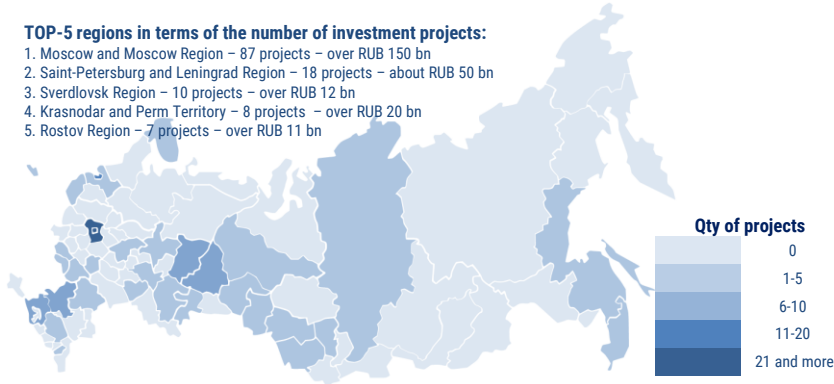 TOP-5 regions in terms of the number of investment projects:
1. Moscow and Moscow Region – 87 projects – over RUB 150 bn
2. Saint-Petersburg and Leningrad Region – 18 projects – about RUB 50 bn
3. Sverdlovsk Region – 10 projects – over RUB 12 bn
4. Krasnodar and Perm Territory – 8 projects – over RUB 20 bn
5. Rostov Region – 7 projects – over RUB 11 bn
Qty of projects
0
1-5
6-10
11-20
21 and more